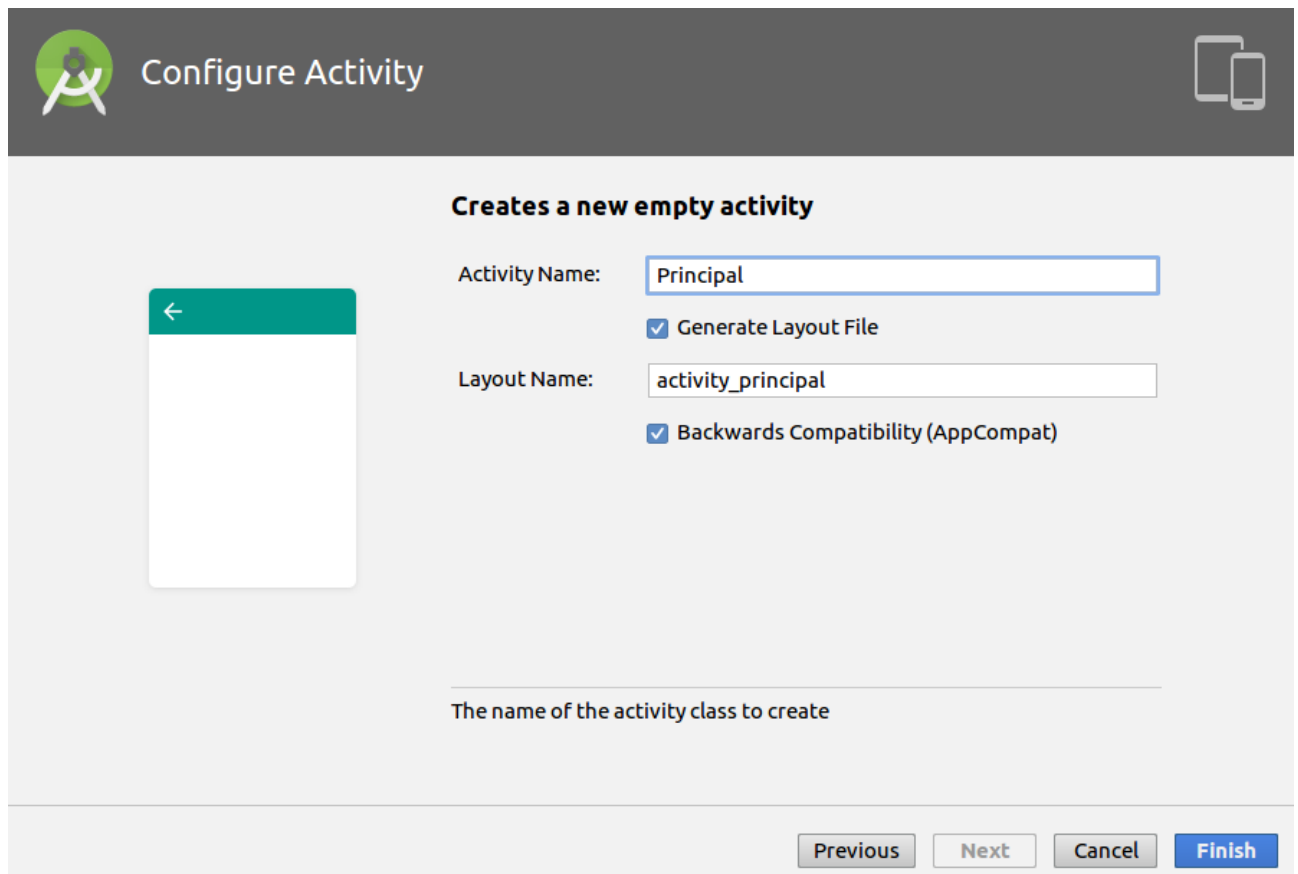 Configure Activity
Creates a new empty activity
Activity Name: Principal
Generate Layout File
Layout Name: activity_principal
Backwards Compatibility (AppCompat)
The name of the activity class to create
Previous Next Cancel Finish